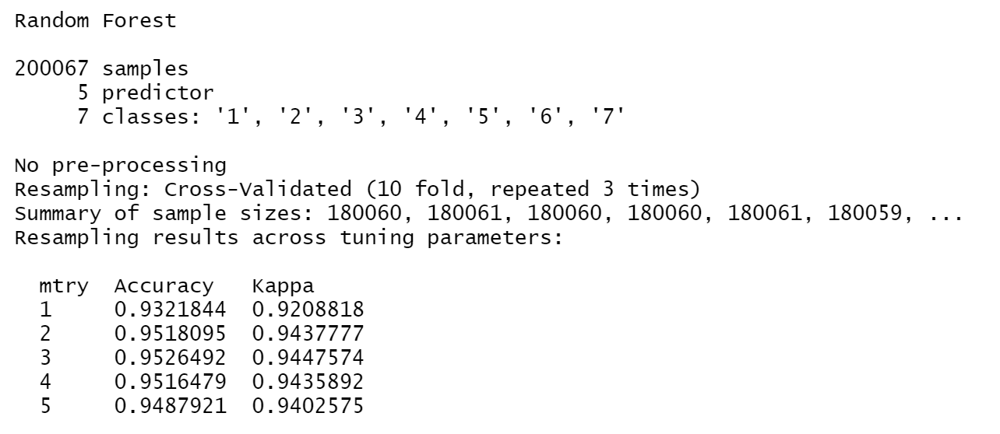 Random Forest
200067 samples
5 predictor
7 classes: '1', '2', '3', '4', '5', '6', '7'
No pre-processing
Resampling: Cross-Validated (10 fold, repeated 3 times)
Summary of sample sizes: 180060, 180061, 180060, 180060, 180061, 180059, ...
Resampling results across tuning parameters:
mtry Accuracy Kappa
1 0.9321844 0.9208818
2 0.9518095 0.9437777
3 0.9526492 0.9447574
4 0.9516479 0.9435892
5 0.9487921 0.9402575